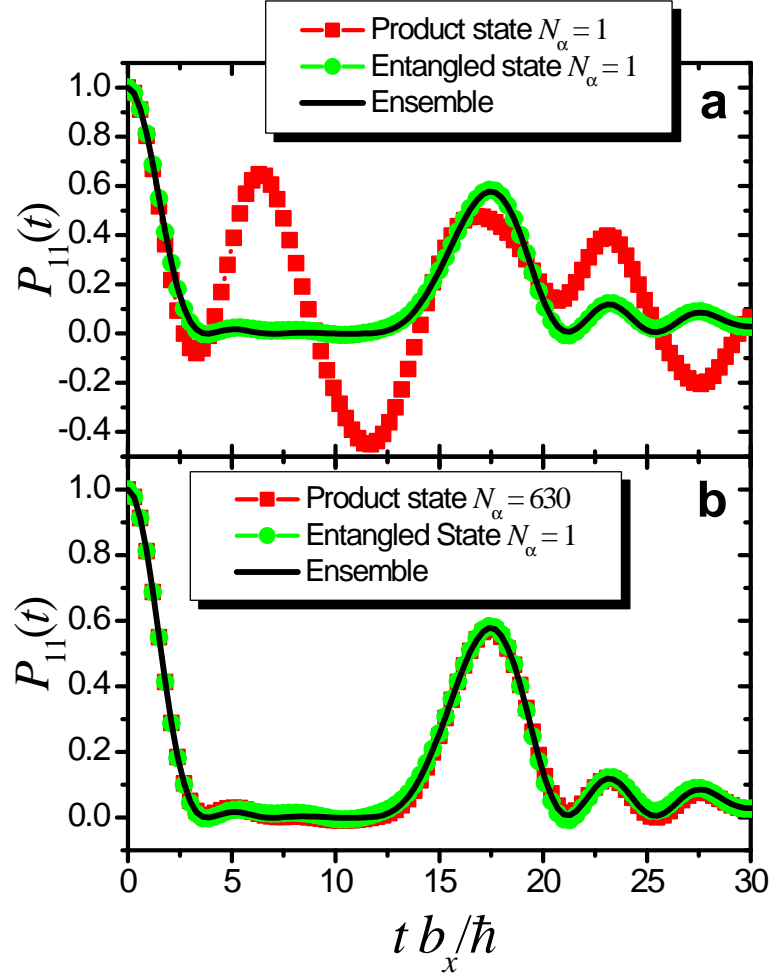 Product state N_α = 1
Entangled state N_α = 1
Ensemble
a
1.0
0.8
0.6
0.4
0.2
0.0
-0.2
-0.4
P_11(t)
Product state N_α = 630
Entangled State N_α = 1
Ensemble
b
1.0
0.8
0.6
0.4
0.2
0.0
P_11(t)
0 5 10 15 20 25 30
t b_x/ħ